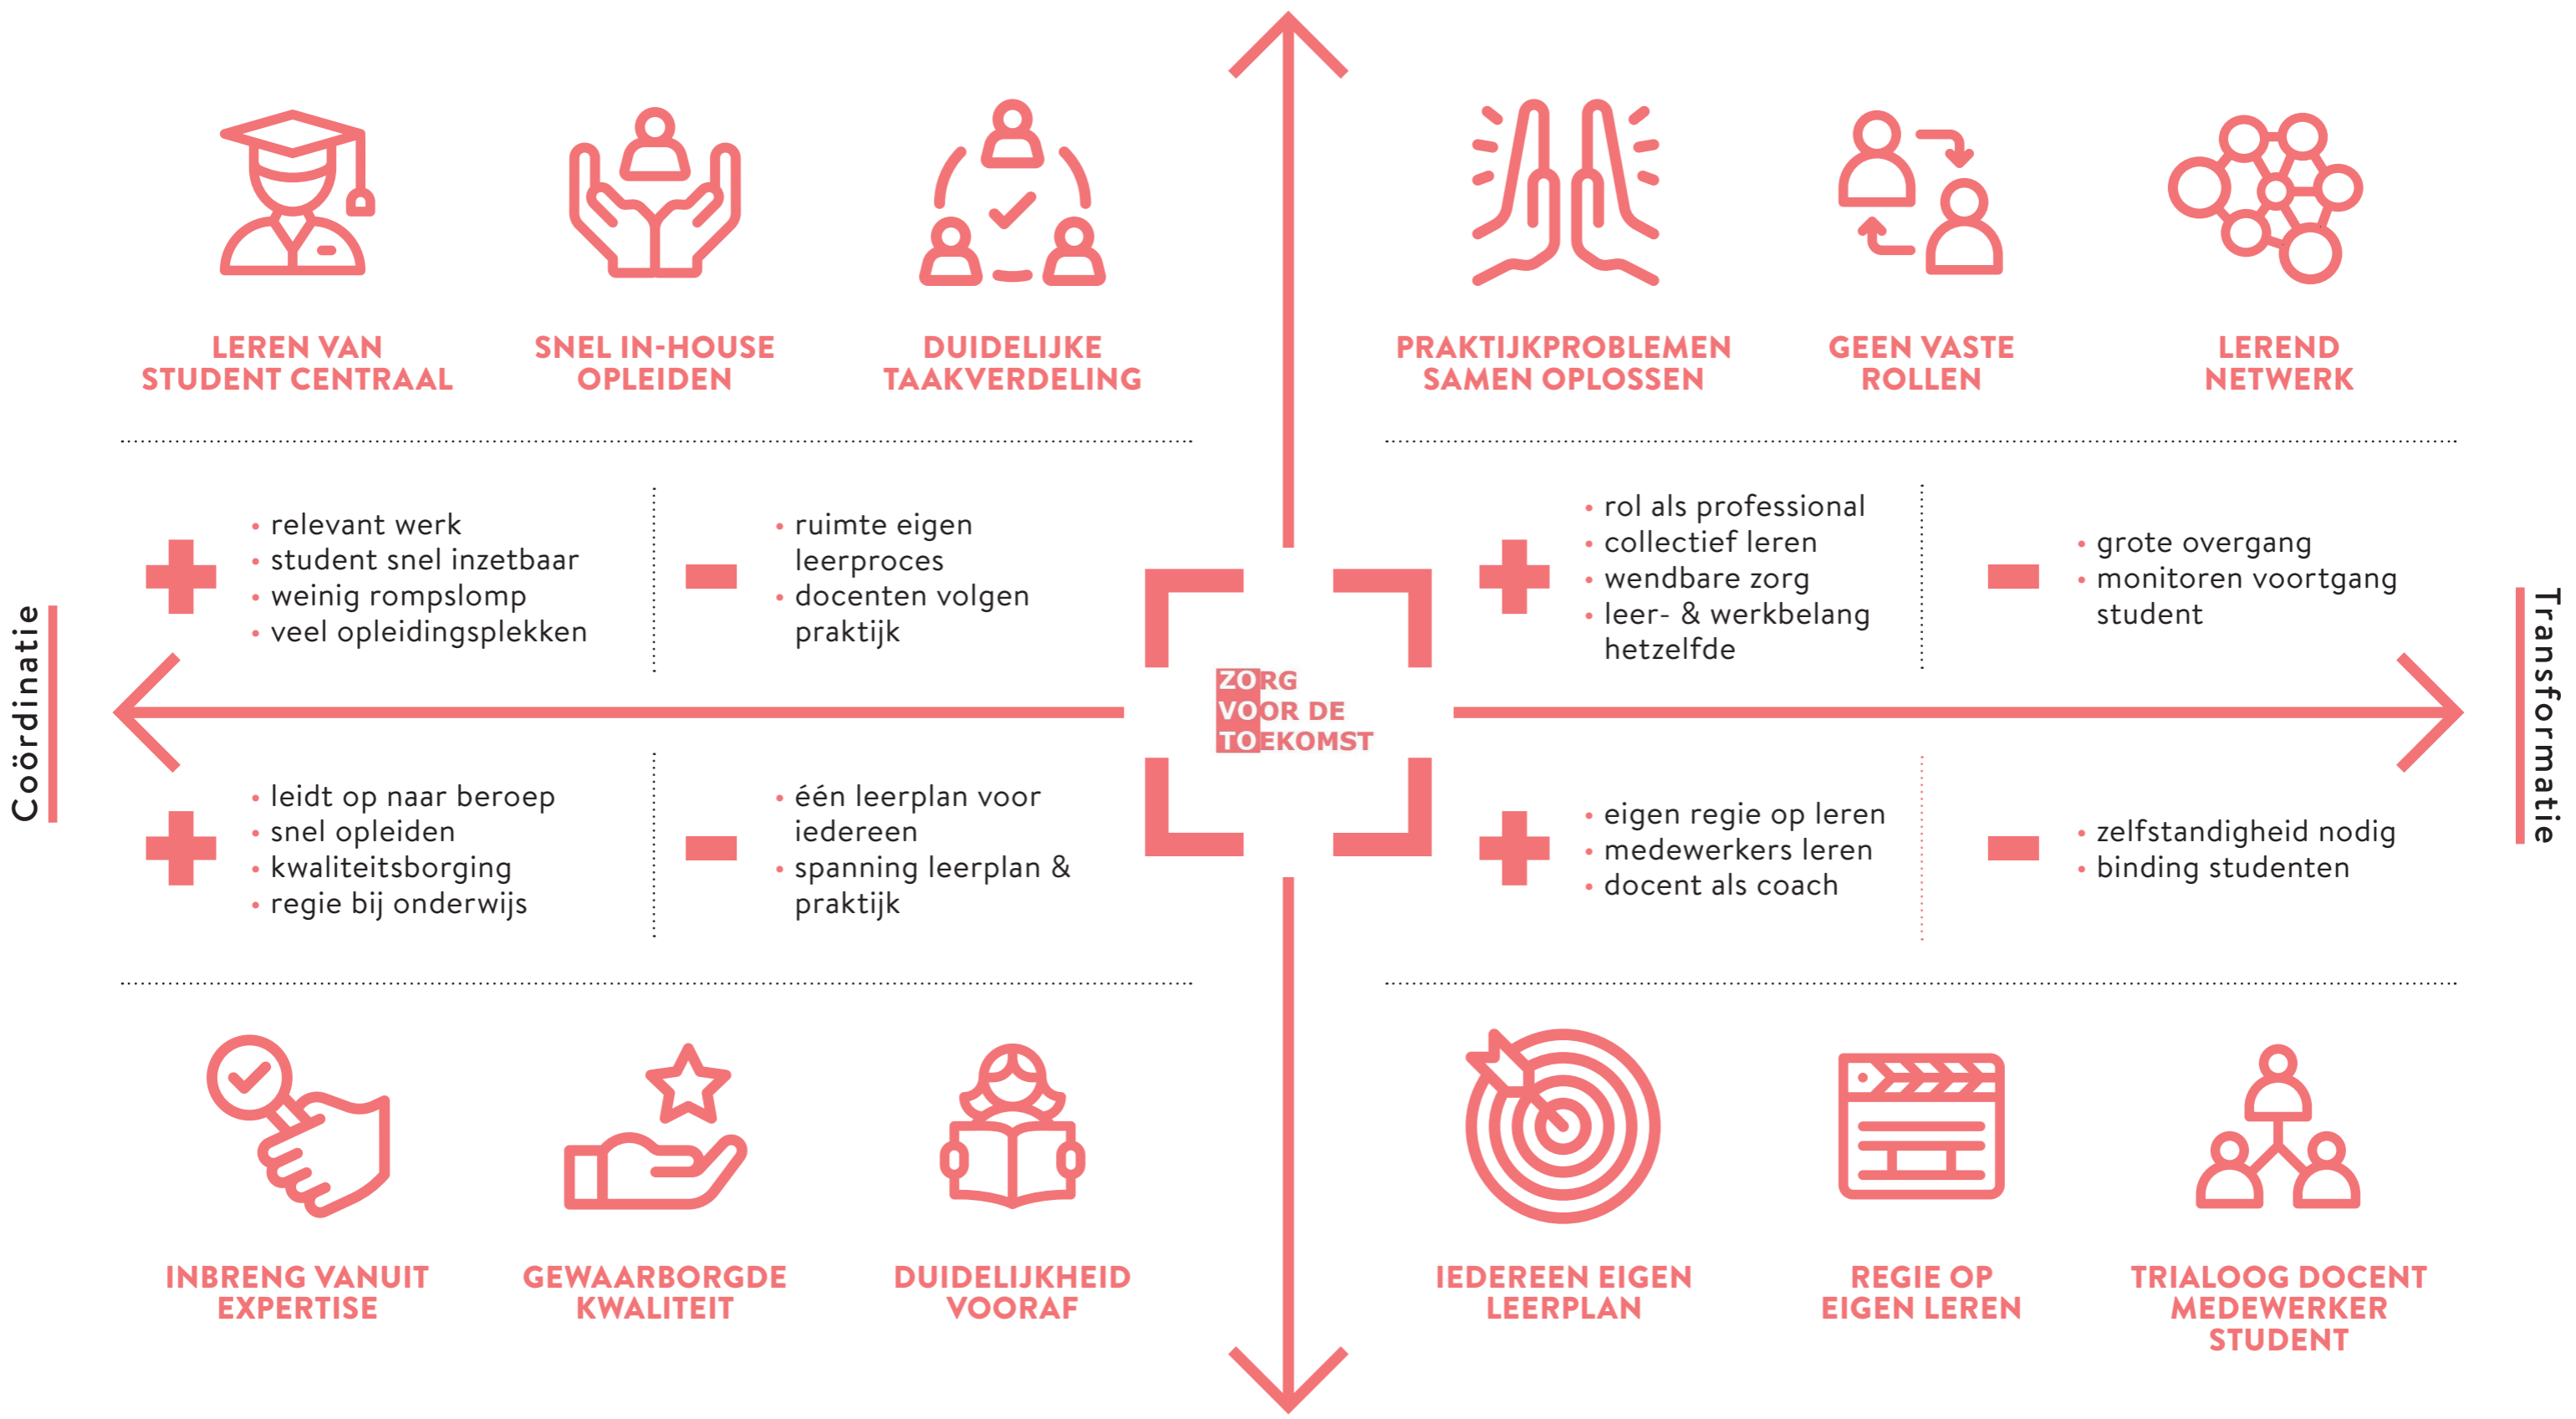 LEREN VAN
STUDENT CENTRAAL
SNEL IN-HOUSE
OPLEIDEN
DUIDELIJKE
TAAKVERDELING
PRAKTIJKPROBLEMEN
SAMEN OPLOSSEN
GEEN VASTE
ROLLEN
LEREND
NETWERK
• relevant werk
• student snel inzetbaar
• weinig rompslomp
• veel opleidingsplekken
• ruimte eigen
leerproces
• docenten volgen
praktijk
• rol als professional
• collectief leren
• wendbare zorg
• leer- & werkbelang
hetzelfde
• grote overgang
• monitoren voortgang
student
Coördinatie
ZORG
VOOR DE
TOEKOMST
Transformatie
• leidt op naar beroep
• snel opleiden
• kwaliteitsborging
• regie bij onderwijs
• één leerplan voor
iedereen
• spanning leerplan &
praktijk
• eigen regie op leren
• medewerkers leren
• docent als coach
• zelfstandigheid nodig
• binding studenten
INBRENG VANUIT
EXPERTISE
GEWAARBORGDE
KWALITEIT
DUIDELIJKHEID
VOORAF
IEDEREEN EIGEN
LEERPLAN
REGIE OP
EIGEN LEREN
TRIALOOG DOCENT
MEDEWERKER
STUDENT